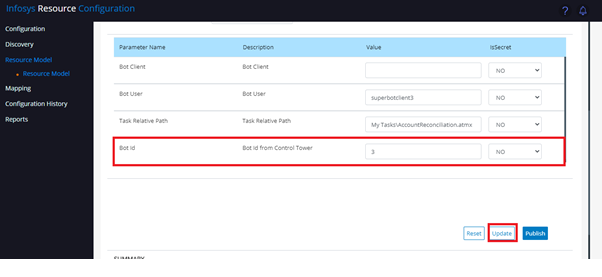 Infosys Resource Configuration
?
Configuration
Discovery
Resource Model
Resource Model
Mapping
Configuration History
Reports
Parameter Name Description Value IsSecret
Bot Client Bot Client NO
Bot User Bot User superbotclient3 NO
Task Relative Path Task Relative Path My Tasks\AccountReconciliation.atmx NO
Bot Id Bot Id from Control Tower 3 NO
Reset Update Publish
SUMMARY